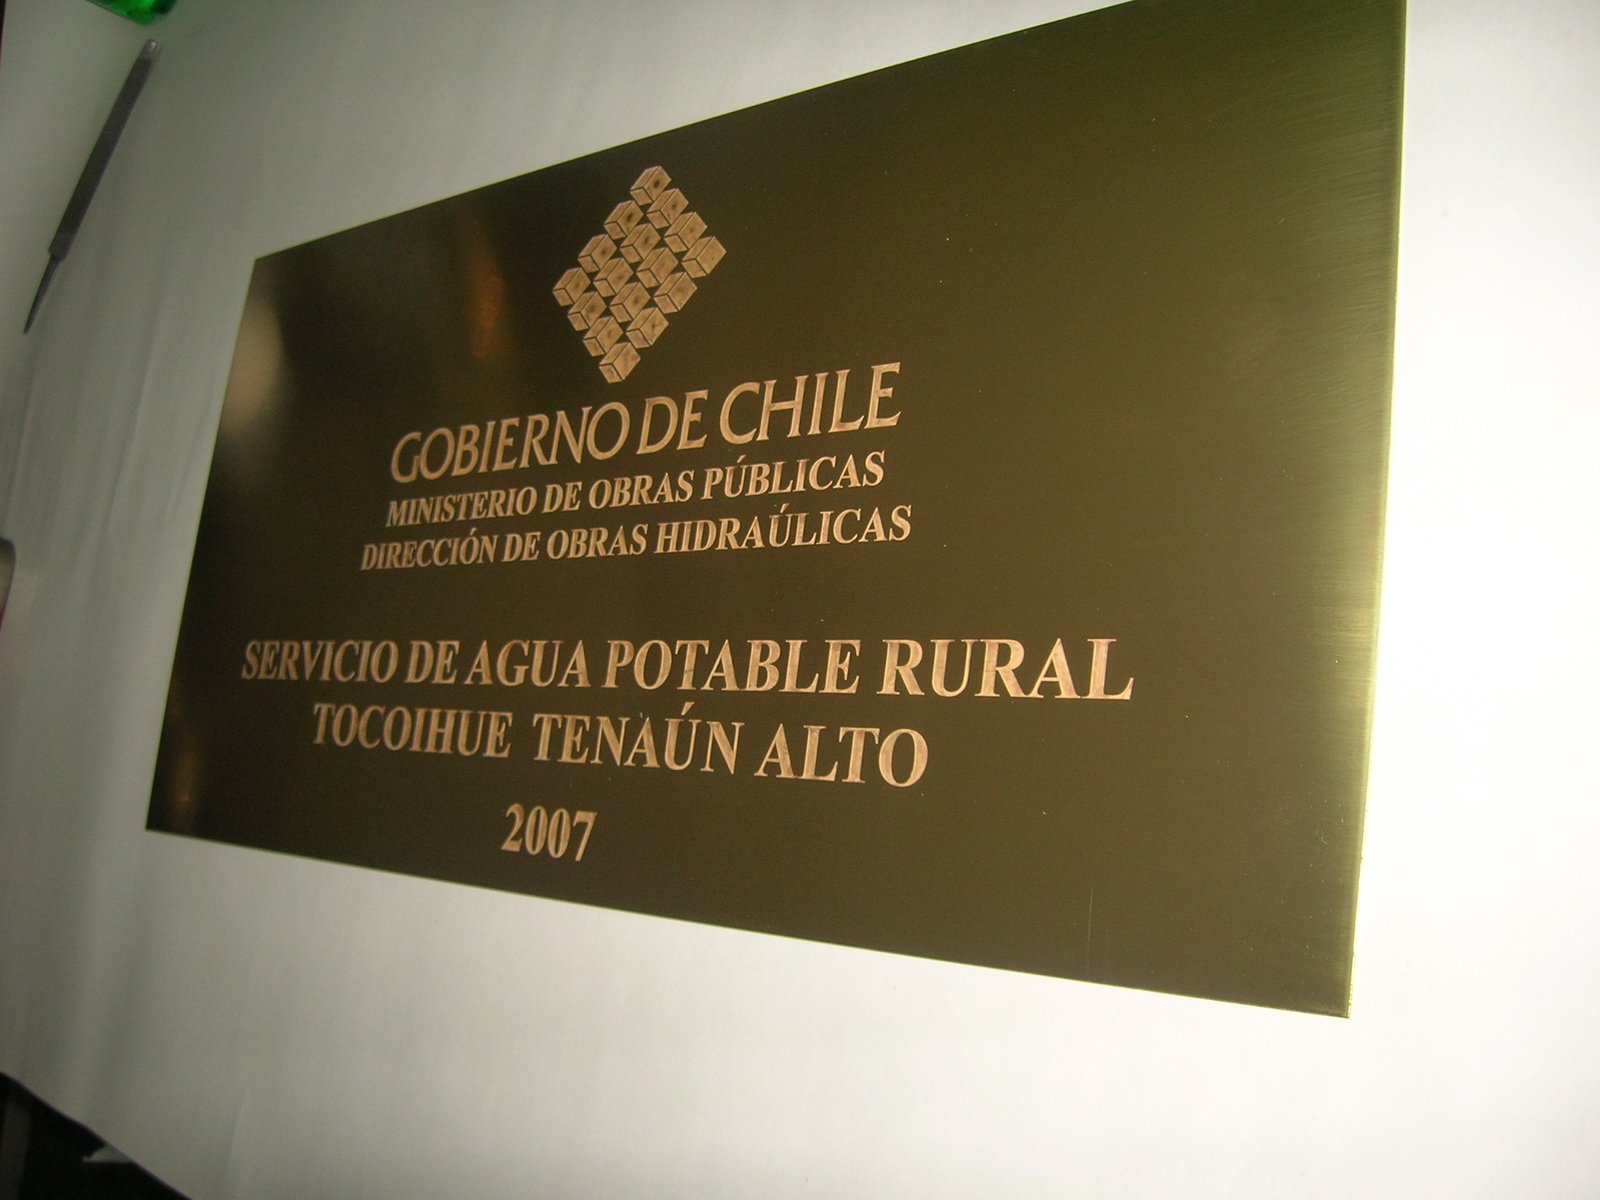 GOBIERNO DE CHILE
MINISTERIO DE OBRAS PÚBLICAS
DIRECCIÓN DE OBRAS HIDRAÚLICAS
SERVICIO DE AGUA POTABLE RURAL
TOCOIHUE TENAÚN ALTO
2007